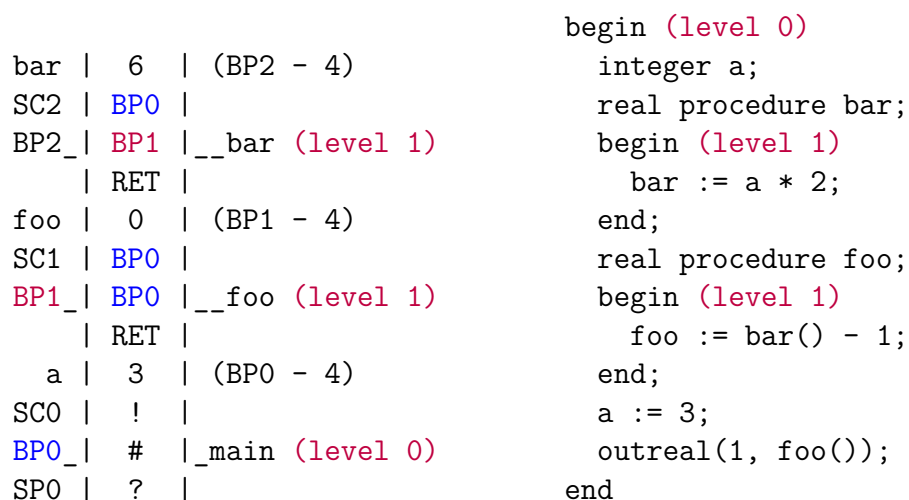 begin (level 0)
bar |  6  | (BP2 - 4)          integer a;
SC2 | BP0 |                    real procedure bar;
BP2_| BP1 |__bar (level 1)     begin (level 1)
    | RET |                      bar := a * 2;
foo |  0  | (BP1 - 4)          end;
SC1 | BP0 |                    real procedure foo;
BP1_| BP0 |__foo (level 1)     begin (level 1)
    | RET |                      foo := bar() - 1;
  a |  3  | (BP0 - 4)          end;
SC0 |  !  |                    a := 3;
BP0_|  #  |_main (level 0)     outreal(1, foo());
SP0 |  ?  |                  end